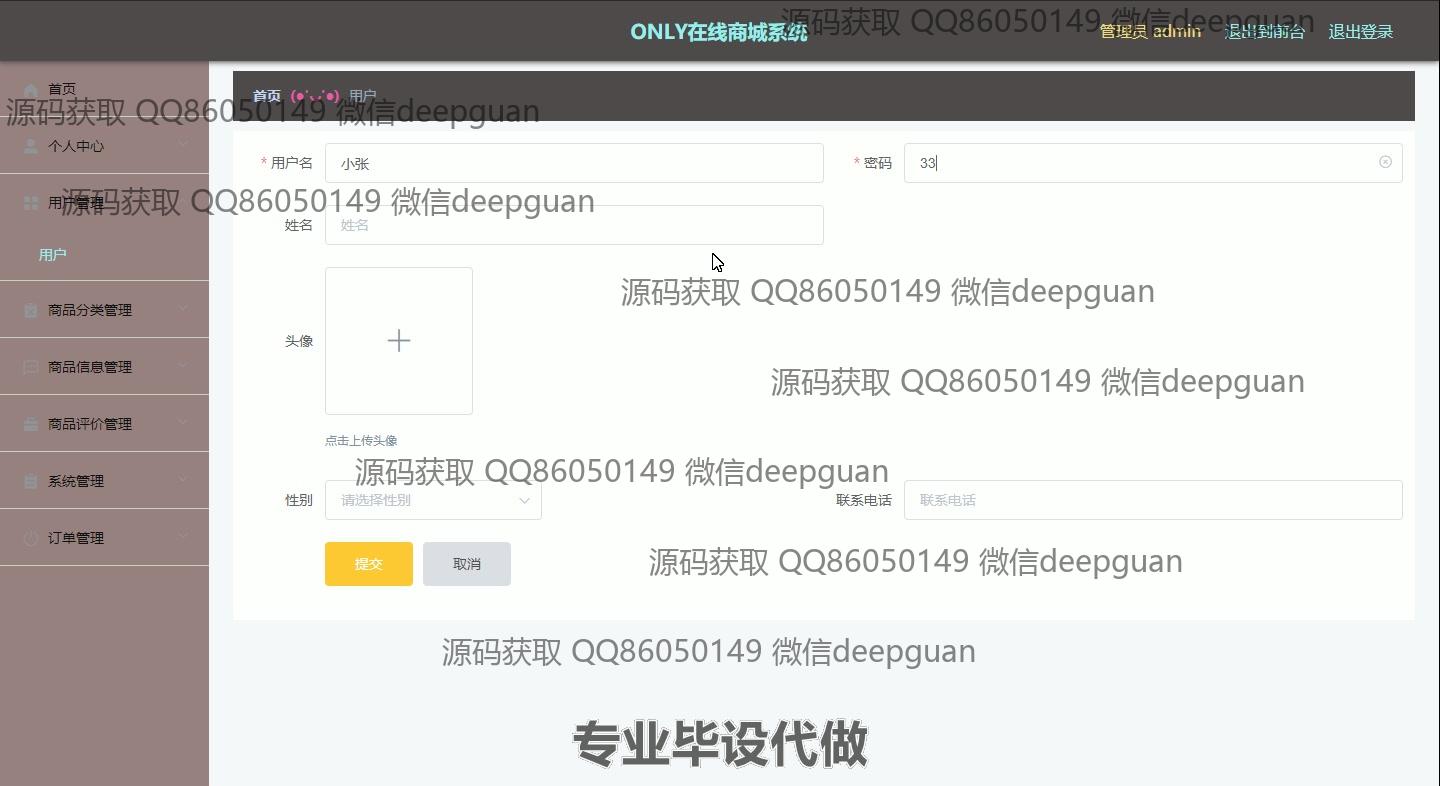 ONLY在线商城系统
管理员 admin
退出到前台
退出登录
源码获取 QQ86050149 微信deepguan
首页
首页 (●'◡'●) 用户
源码获取 QQ86050149 微信deepguan
个人中心
* 用户名 小张
* 密码 33
用户管理
源码获取 QQ86050149 微信deepguan
姓名 姓名
用户
源码获取 QQ86050149 微信deepguan
商品分类管理
头像
商品信息管理
源码获取 QQ86050149 微信deepguan
商品评价管理
点击上传头像
源码获取 QQ86050149 微信deepguan
系统管理
性别 请选择性别
联系电话 联系电话
订单管理
提交 取消
源码获取 QQ86050149 微信deepguan
源码获取 QQ86050149 微信deepguan
专业毕设代做